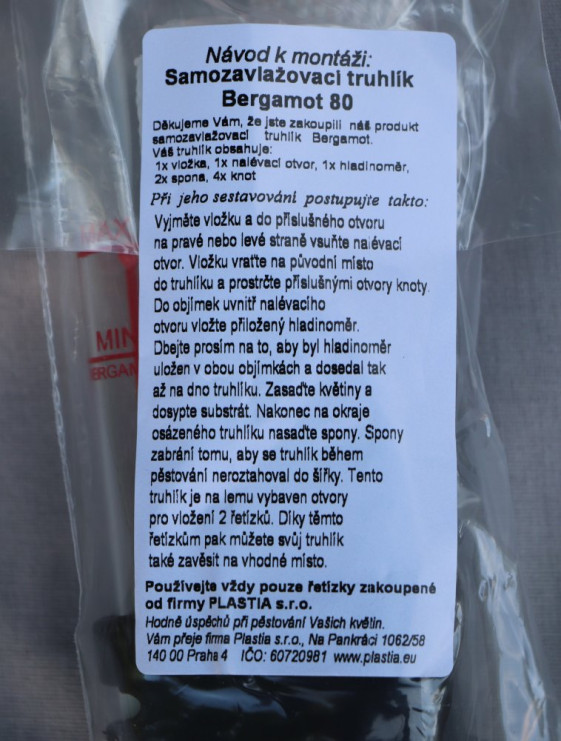 Návod k montáži:
Samozavlažovací truhlík
Bergamot 80
Děkujeme Vám, že jste zakoupili náš produkt
samozavlažovací truhlík Bergamot.
Váš truhlík obsahuje:
1x vložka, 1x nalévací otvor, 1x hladinoměr,
2x spona, 4x knot
Při jeho sestavování postupujte takto:
Vyjměte vložku a do příslušného otvoru
na pravé nebo levé straně vsuňte nalévací
otvor. Vložku vraťte na původní místo
do truhlíku a prostrčte příslušnými otvory knoty.
Do objímek uvnitř nalévacího
otvoru vložte přiložený hladinoměr.
Dbejte prosím na to, aby byl hladinoměr
uložen v obou objímkách a dosedal tak
až na dno truhlíku. Zasaďte květiny a
dosypte substrát. Nakonec na okraje
osázeného truhlíku nasaďte spony. Spony
zabrání tomu, aby se truhlík během
pěstování neroztahoval do šířky. Tento
truhlík je na lemu vybaven otvory
pro vložení 2 řetízků. Díky těmto
řetízkům pak můžete svůj truhlík
také zavěsit na vhodné místo.
Používejte vždy pouze řetízky zakoupené
od firmy PLASTIA s.r.o.
Hodně úspěchů při pěstování Vašich květin.
Vám přeje firma Plastia s.r.o., Na Pankráci 1062/58
140 00 Praha 4 IČO: 60720981 www.plastia.eu
MIN